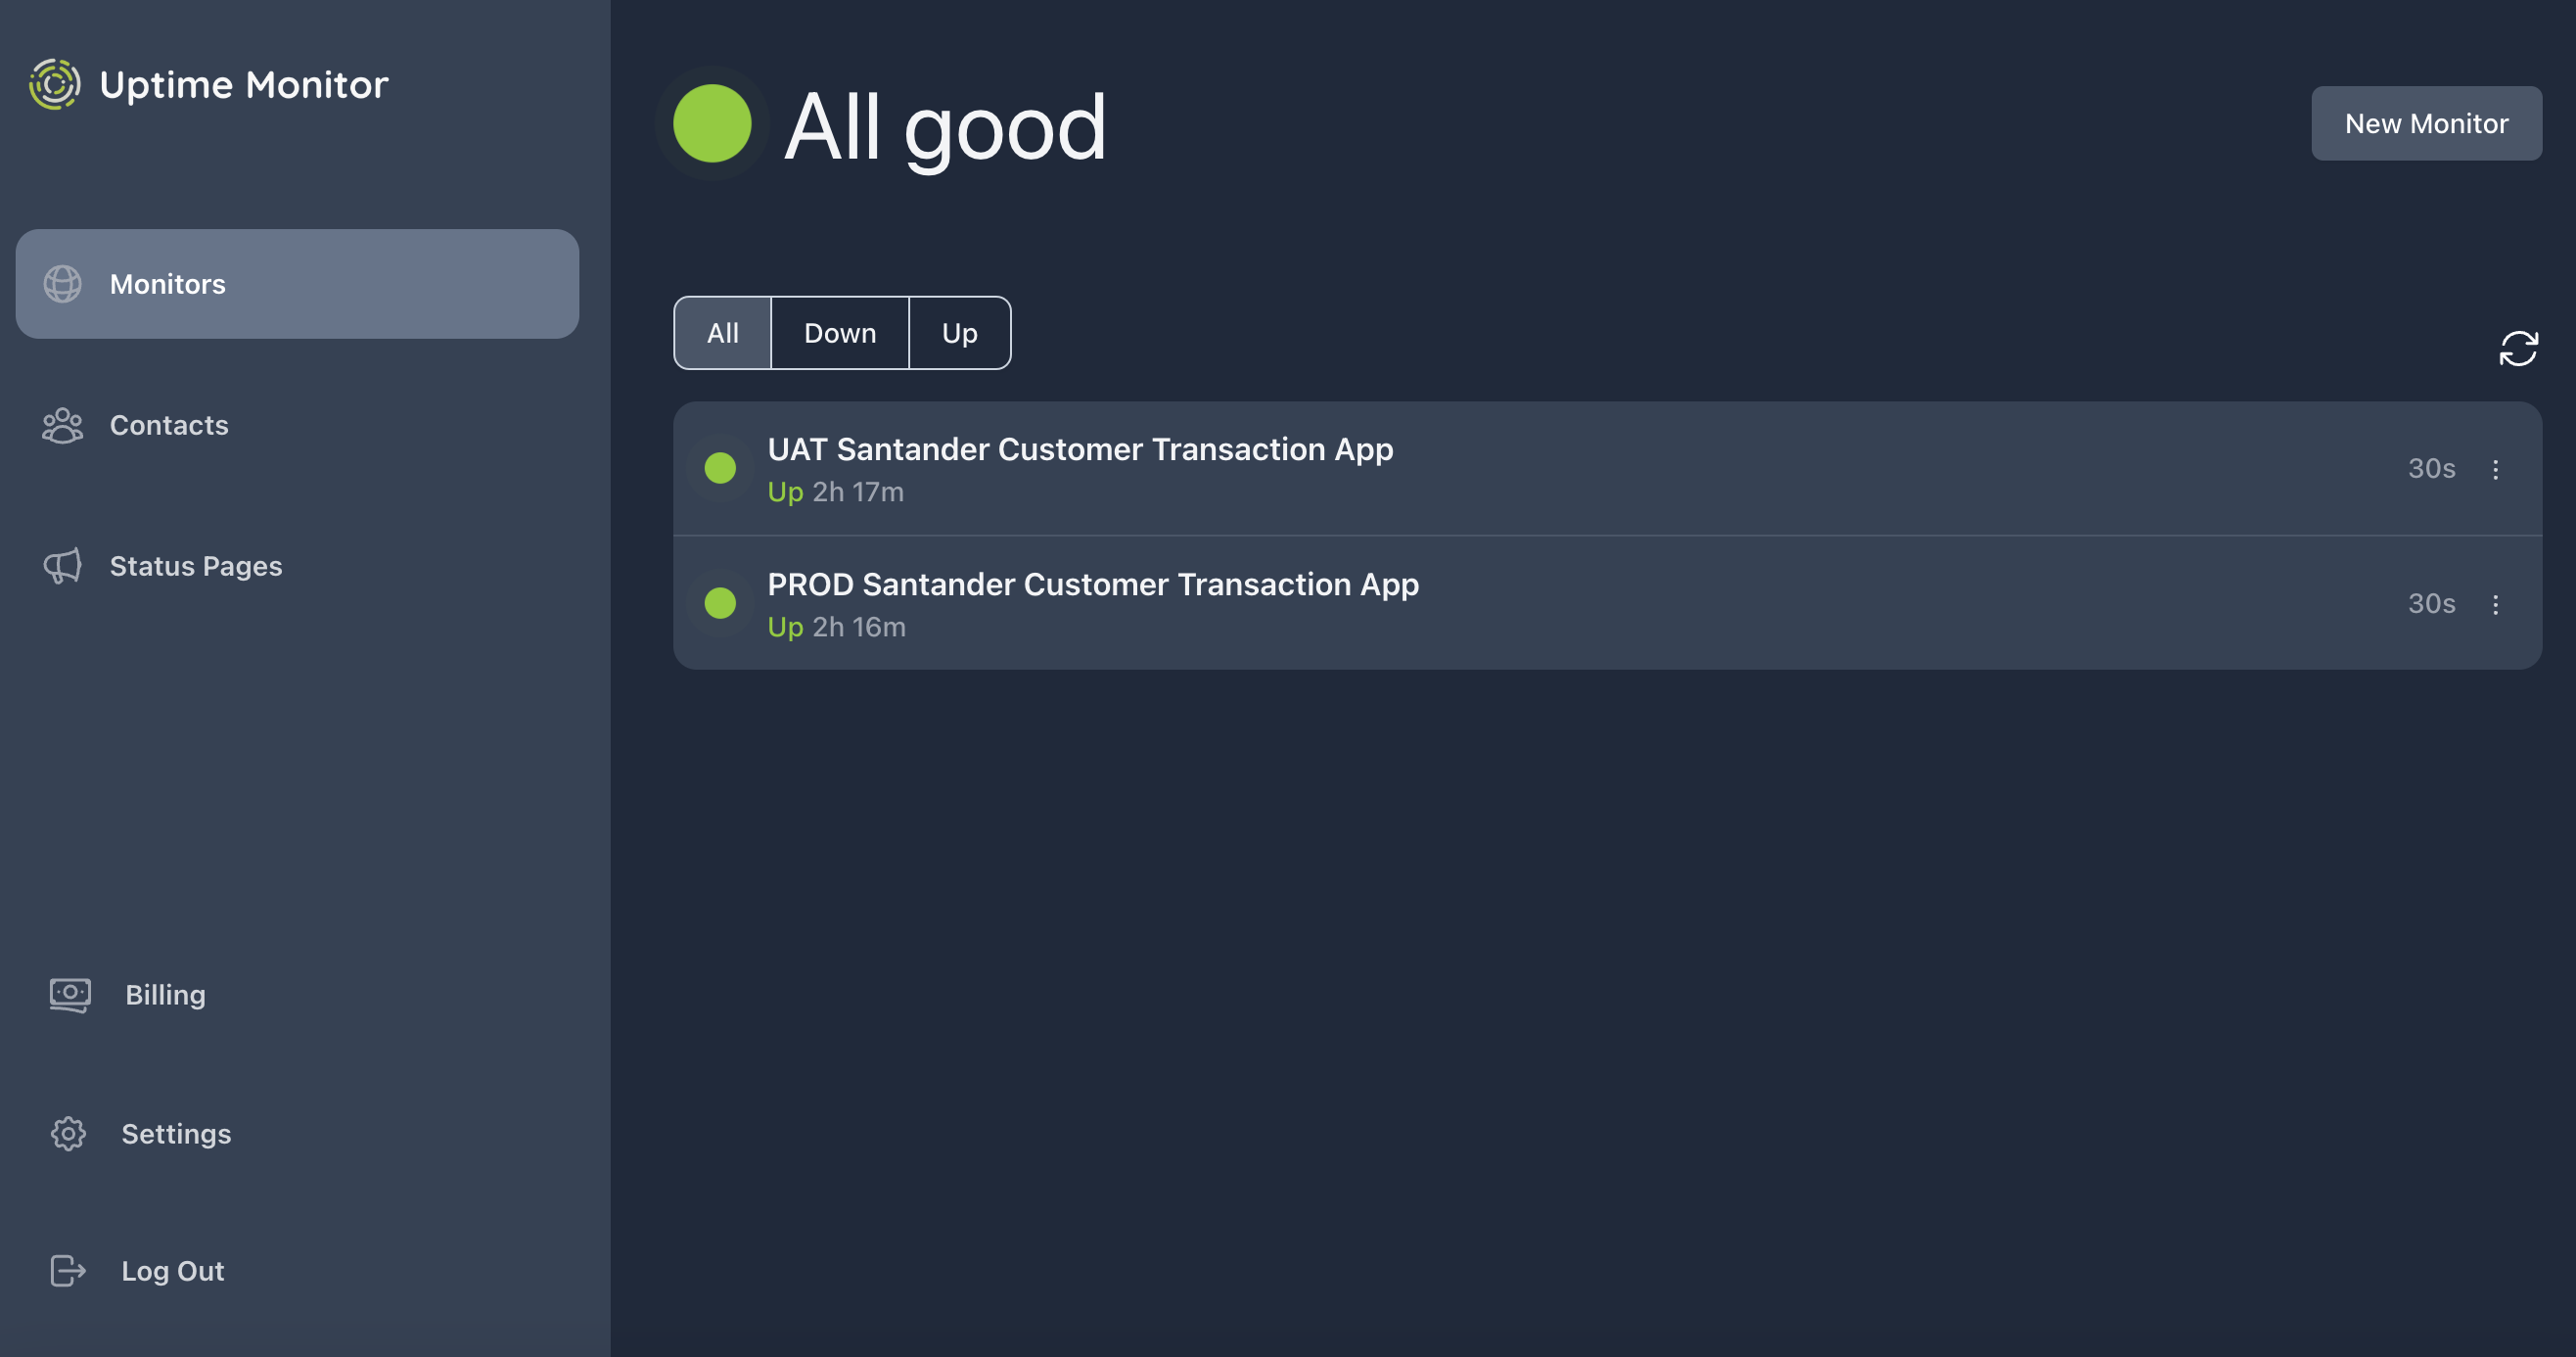 Uptime Monitor
Monitors
Contacts
Status Pages
Billing
Settings
Log Out
All good
New Monitor
All Down Up
UAT Santander Customer Transaction App
Up 2h 17m
30s
PROD Santander Customer Transaction App
Up 2h 16m
30s